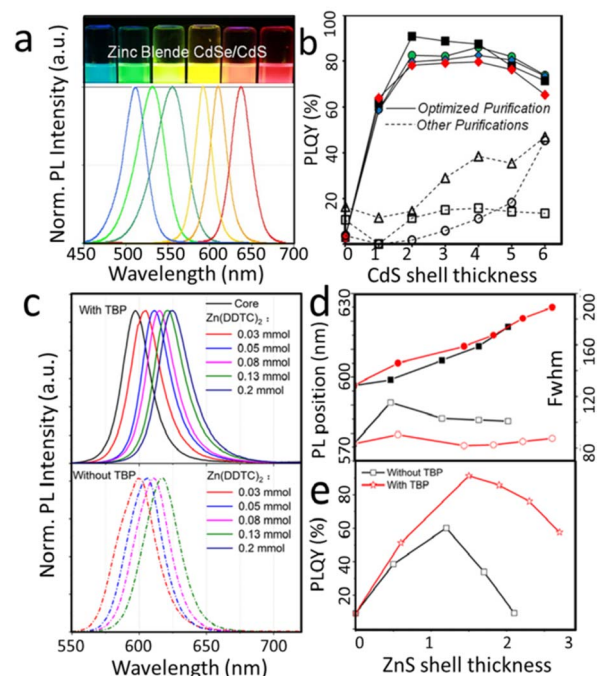 a
Zinc Blende CdSe/CdS
Norm. PL Intensity (a.u.)
450 500 550 600 650 700
Wavelength (nm)
b
PLQY (%)
100
80
60
40
20
Optimized Purification
Other Purifications
0 1 2 3 4 5 6
CdS shell thickness
c
Norm. PL Intensity (a.u.)
With TBP
Core
Zn(DDTC)2 :
0.03 mmol
0.05 mmol
0.08 mmol
0.13 mmol
0.2 mmol
Without TBP
Zn(DDTC)2 :
0.03 mmol
0.05 mmol
0.08 mmol
0.13 mmol
0.2 mmol
550 600 650 700
Wavelength (nm)
d
PL position (nm)
630
600
570
200
160
120
80
Fwhm
e
PLQY (%)
80
60
40
20
0
Without TBP
With TBP
0 1 2 3
ZnS shell thickness